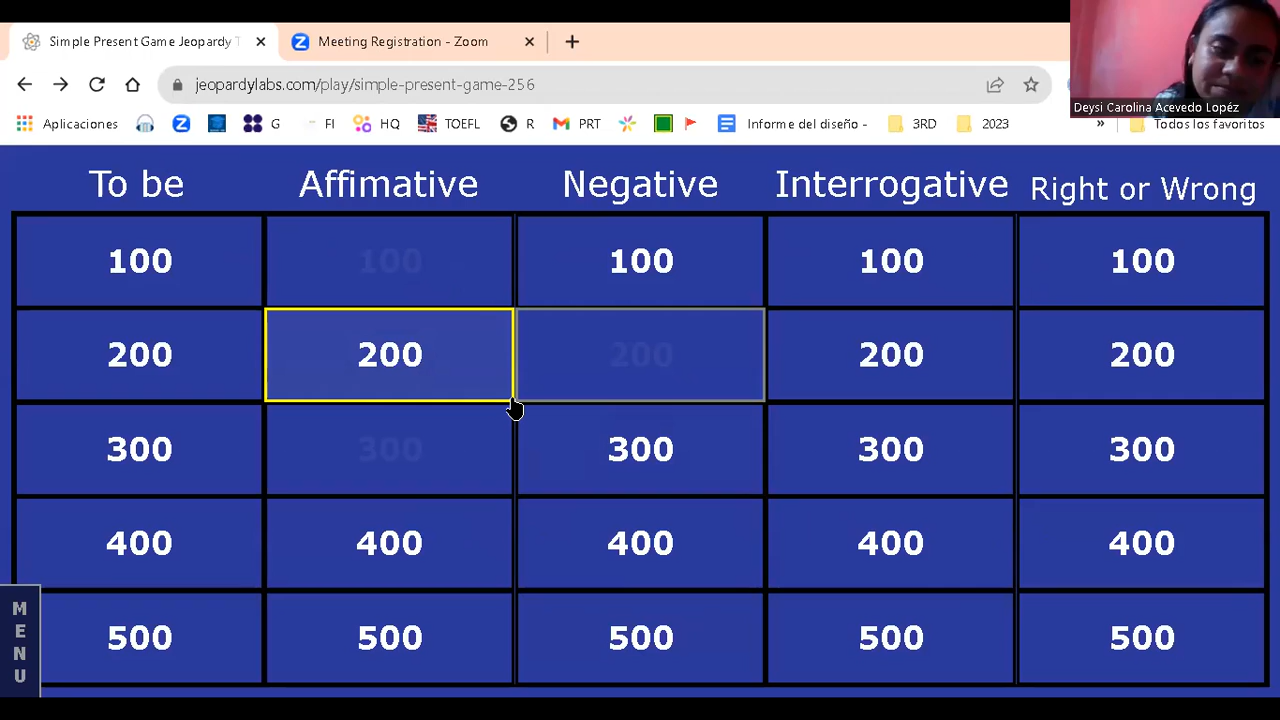 Simple Present Game Jeopardy T
Meeting Registration - Zoom
jeopardylabs.com/play/simple-present-game-256
Deysi Carolina Acevedo Lopéz
Aplicaciones G FI HQ TOEFL R PRT Informe del diseño - 3RD 2023 » Todos los favoritos
To be Affimative Negative Interrogative Right or Wrong
100 100 100 100 100
200 200 200 200 200
300 300 300 300 300
400 400 400 400 400
500 500 500 500 500
MENU